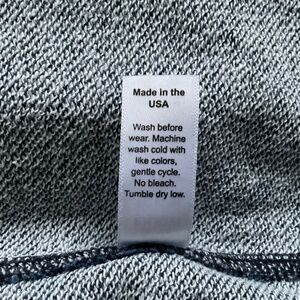 Made in the
USA
Wash before
wear. Machine
wash cold with
like colors,
gentle cycle.
No bleach.
Tumble dry low.